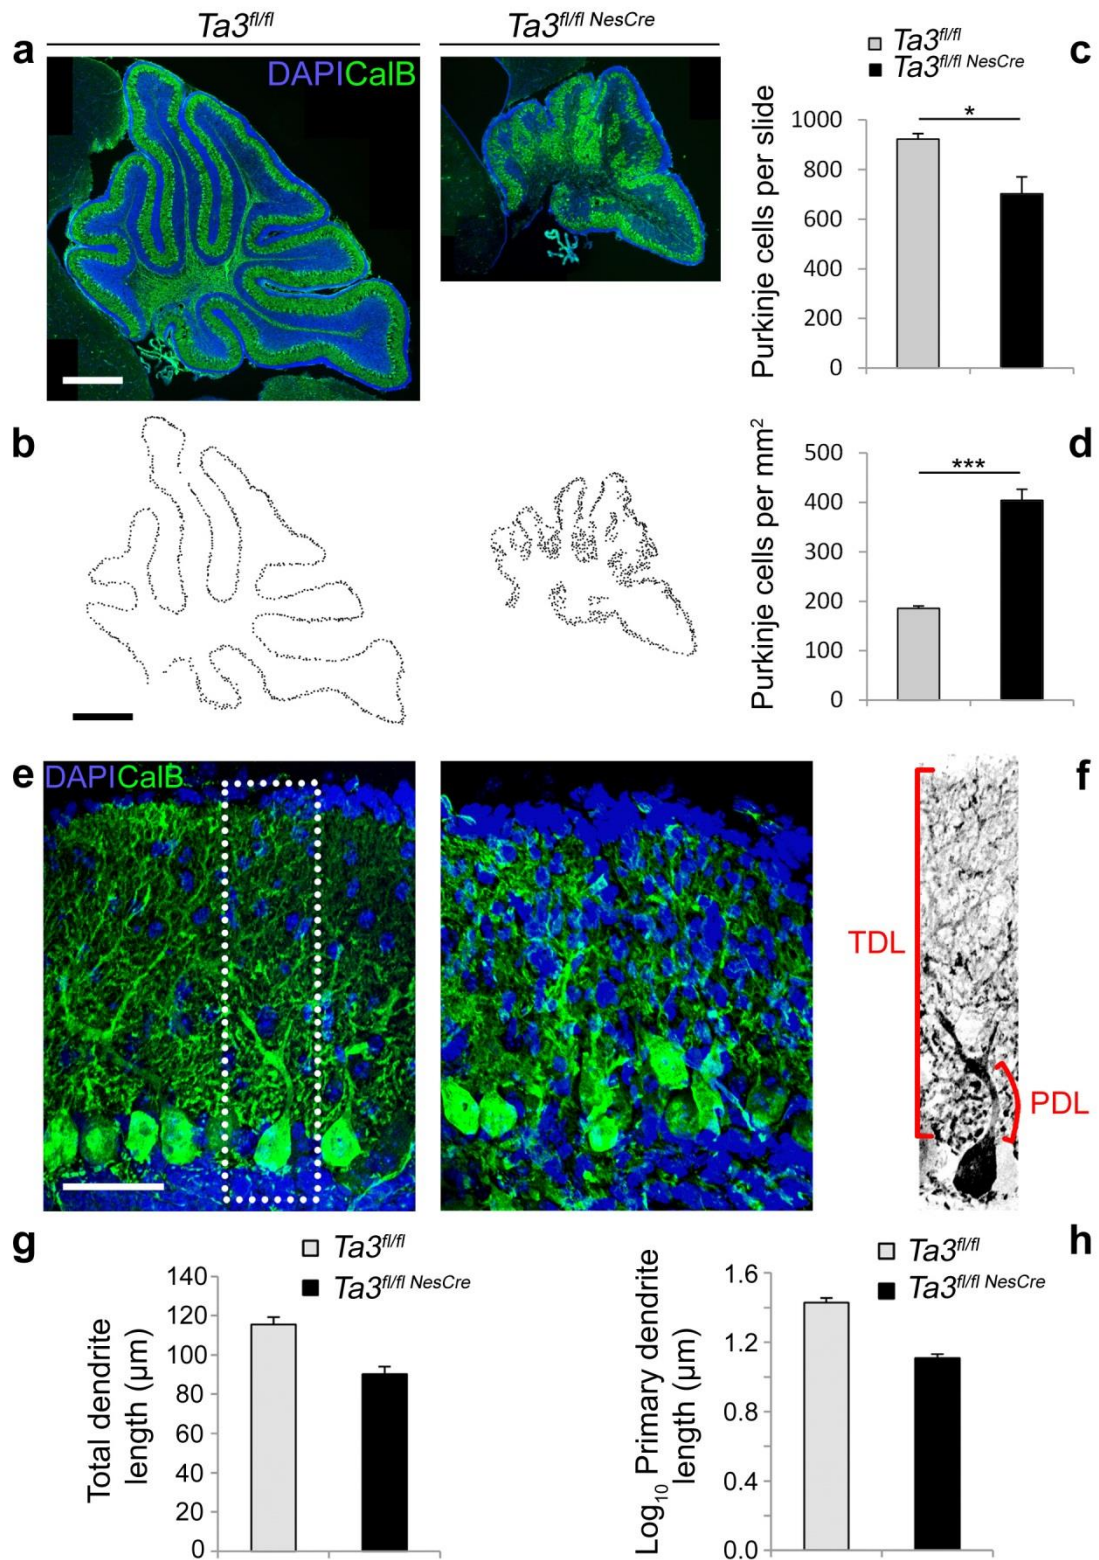 Ta3fl/fl
Ta3fl/fl NesCre
a
DAPICalB
Ta3fl/fl
Ta3fl/fl NesCre
c
Purkinje cells per slide
1000
800
600
400
200
0
*
b
d
Purkinje cells per mm2
500
400
300
200
100
0
***
e
DAPICalB
f
TDL
PDL
g
Ta3fl/fl
Ta3fl/fl NesCre
Total dendrite
length (µm)
140
120
100
80
60
40
20
0
h
Ta3fl/fl
Ta3fl/fl NesCre
Log10 Primary dendrite
length (µm)
1.6
1.2
0.8
0.4
0.0